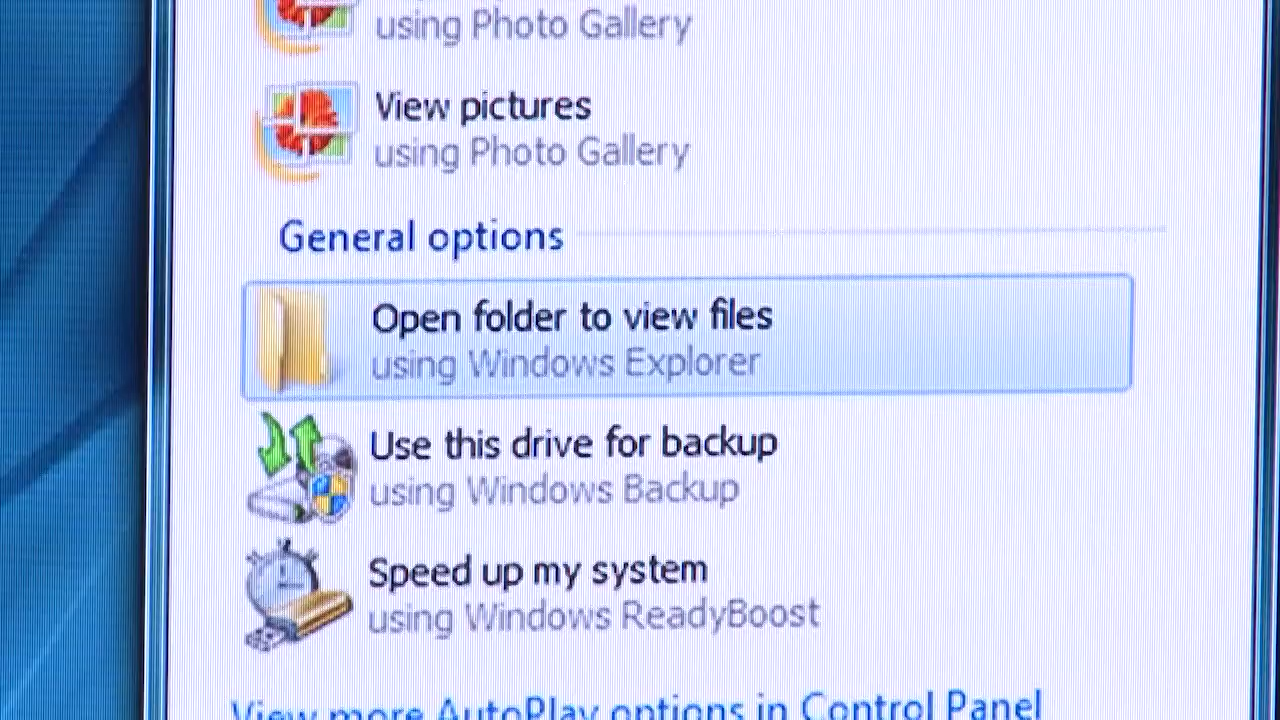 using Photo Gallery
View pictures
using Photo Gallery
General options
Open folder to view files
using Windows Explorer
Use this drive for backup
using Windows Backup
Speed up my system
using Windows ReadyBoost
View more AutoPlay options in Control Panel